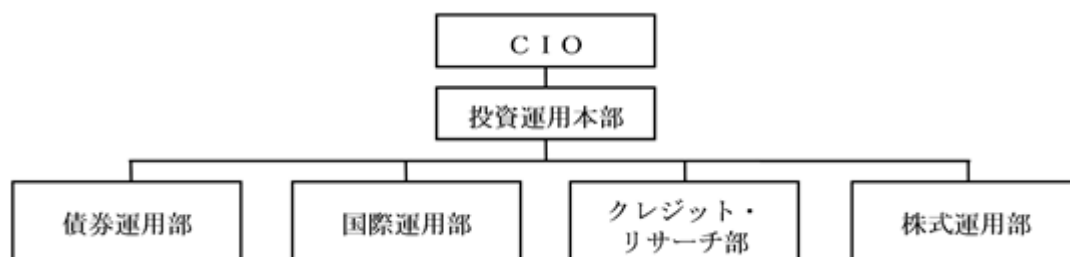 ＣＩＯ
投資運用本部
債券運用部
国際運用部
クレジット・
リサーチ部
株式運用部